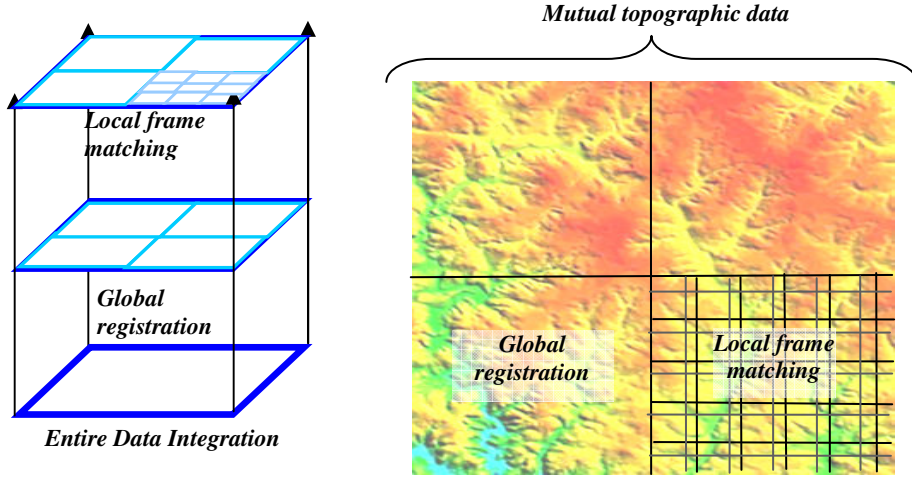 Mutual topographic data
Local frame
matching
Global
registration
Entire Data Integration
Global
registration
Local frame
matching